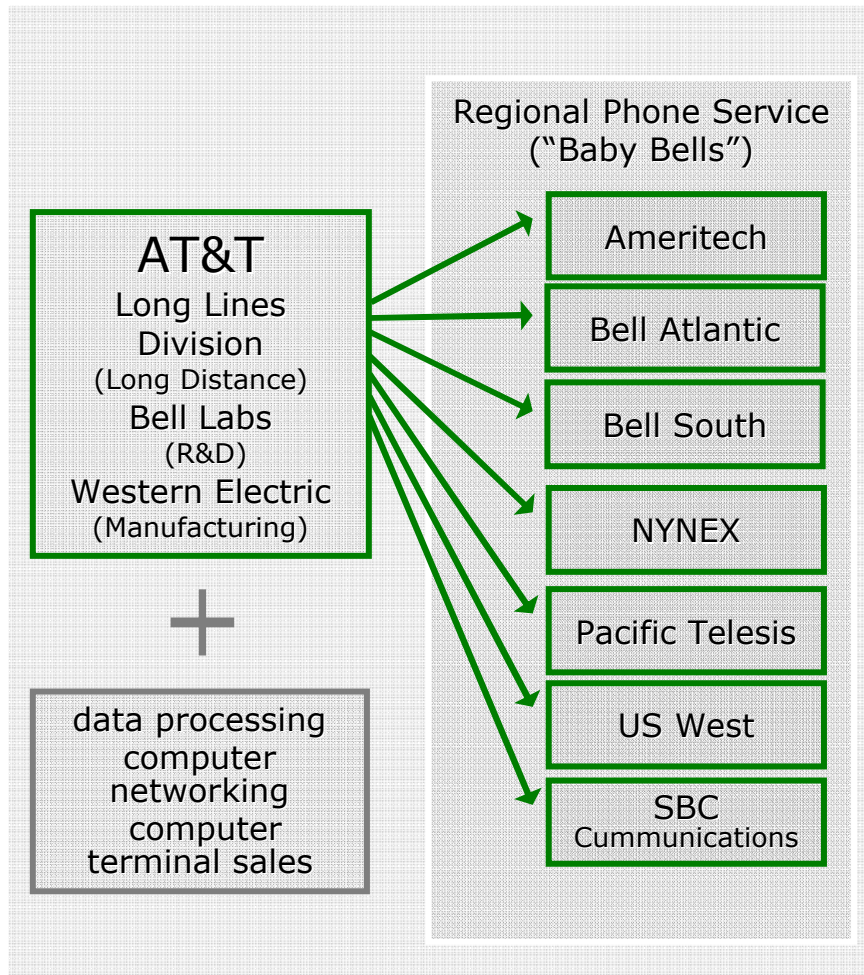 AT&T
Long Lines
Division
(Long Distance)
Bell Labs
(R&D)
Western Electric
(Manufacturing)
+
data processing
computer
networking
computer
terminal sales
Regional Phone Service
(“Baby Bells”)
Ameritech
Bell Atlantic
Bell South
NYNEX
Pacific Telesis
US West
SBC
Cummunications